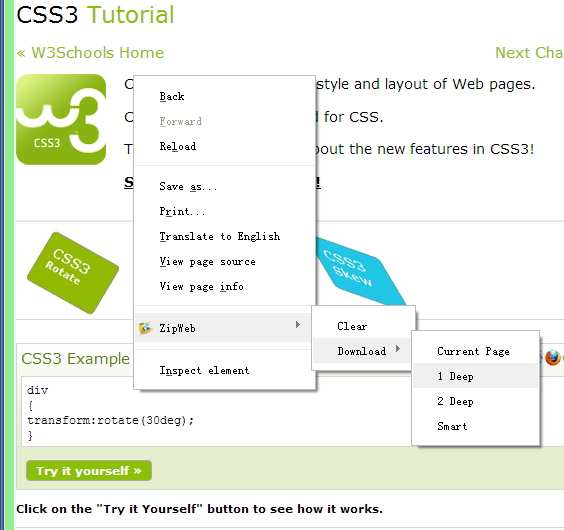 CSS3 Tutorial
« W3Schools Home
Next Cha
W3
CSS3
C
style and layout of Web pages.
C
d for CSS.
T
bout the new features in CSS3!
S
!
CSS3
Rotate
CSS3
Skew
Back
Forward
Reload
Save as...
Print...
Translate to English
View page source
View page info
ZipWeb
Inspect element
Clear
Download
Current Page
1 Deep
2 Deep
Smart
CSS3 Example
div
{
transform:rotate(30deg);
}
Try it yourself »
Click on the "Try it Yourself" button to see how it works.